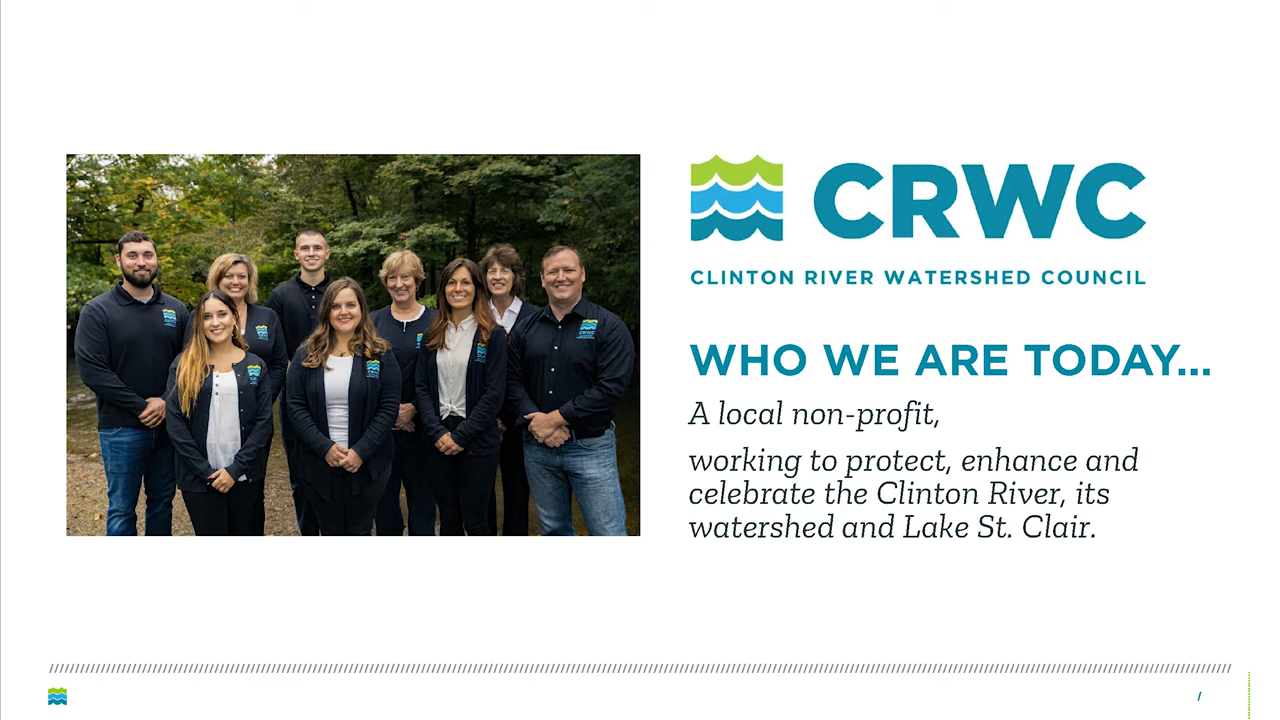 CRWC
CLINTON RIVER WATERSHED COUNCIL
WHO WE ARE TODAY...
A local non-profit,
working to protect, enhance and
celebrate the Clinton River, its
watershed and Lake St. Clair.
CRWC
/